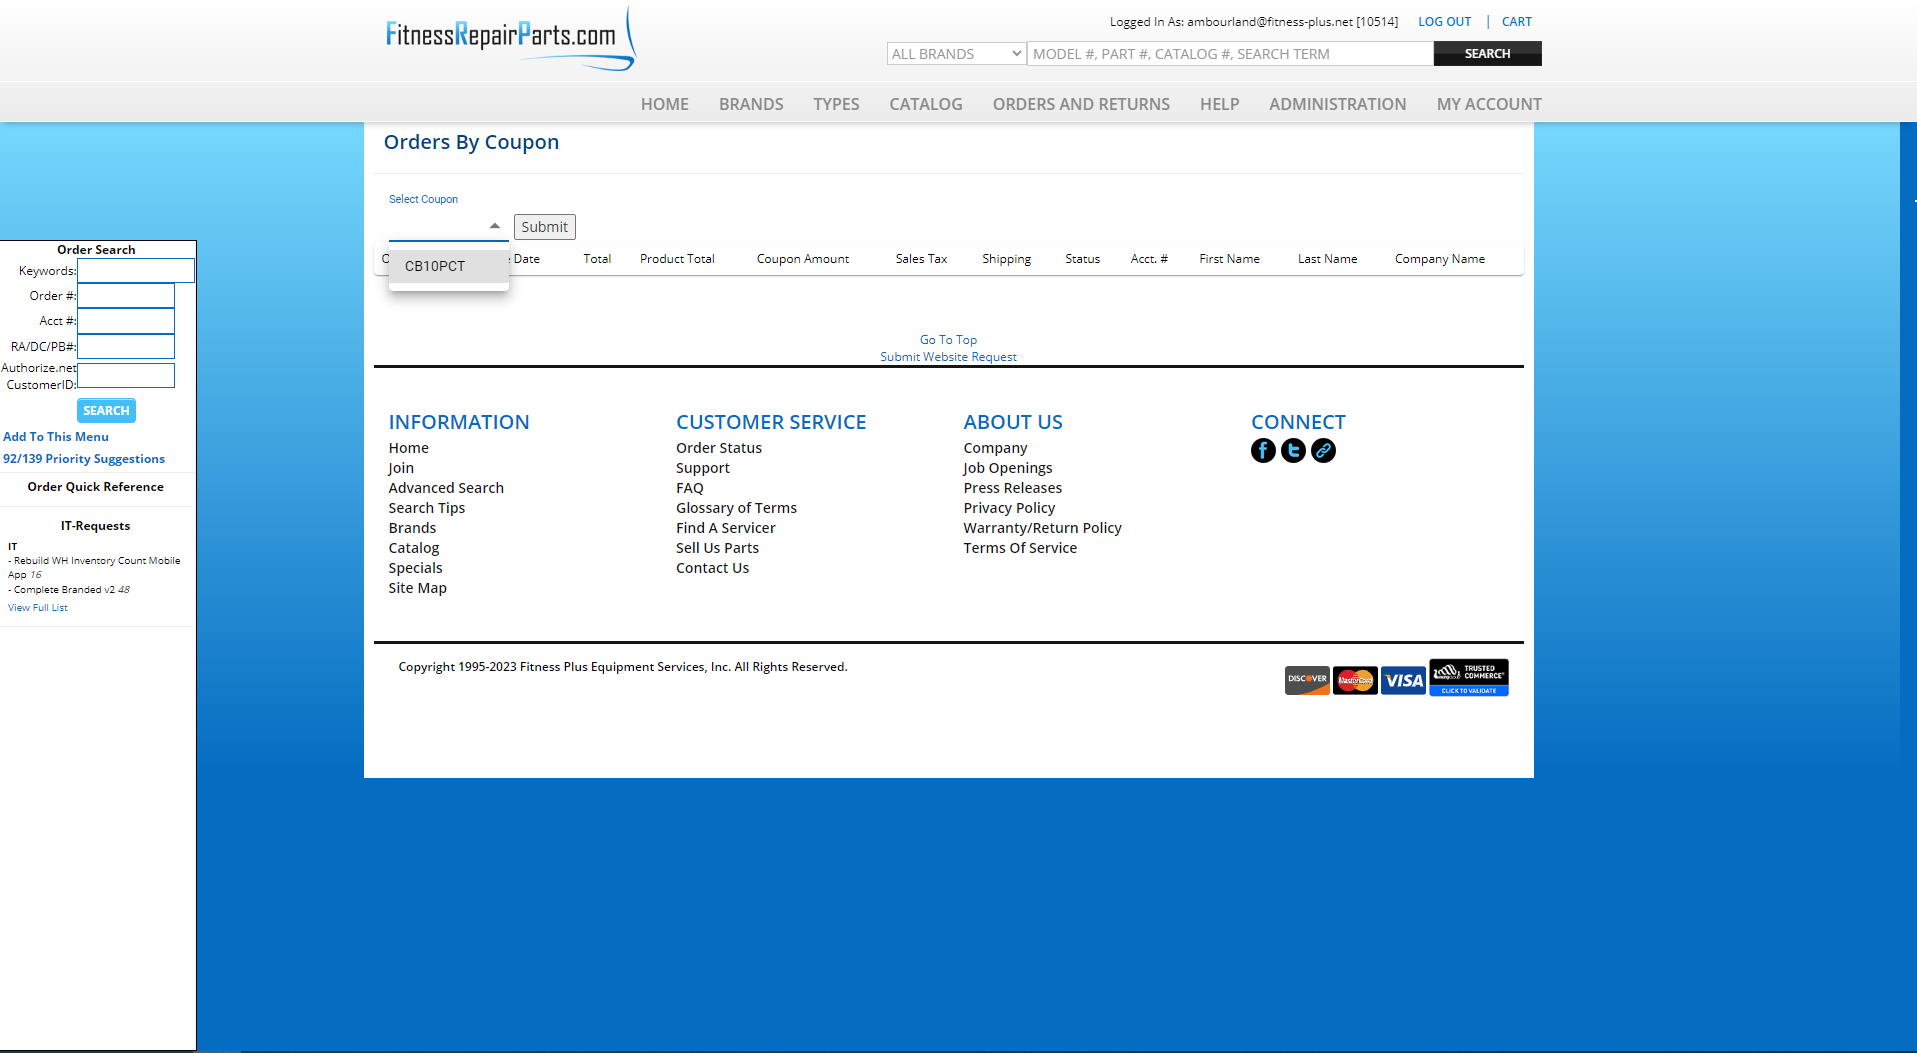 FitnessRepairParts.com
Logged In As: ambourland@fitness-plus.net [10514] LOG OUT | CART
ALL BRANDS MODEL #, PART #, CATALOG #, SEARCH TERM SEARCH
HOME BRANDS TYPES CATALOG ORDERS AND RETURNS HELP ADMINISTRATION MY ACCOUNT
Orders By Coupon
Select Coupon
Submit
CB10PCT
Date Total Product Total Coupon Amount Sales Tax Shipping Status Acct. # First Name Last Name Company Name
Order Search
Keywords:
Order #:
Acct #:
RA/DC/PB#:
Authorize.net
CustomerID:
SEARCH
Add To This Menu
92/139 Priority Suggestions
Order Quick Reference
IT-Requests
IT
- Rebuild WH Inventory Count Mobile
App 16
- Complete Branded v2 48
View Full List
Go To Top
Submit Website Request
INFORMATION
Home
Join
Advanced Search
Search Tips
Brands
Catalog
Specials
Site Map
CUSTOMER SERVICE
Order Status
Support
FAQ
Glossary of Terms
Find A Servicer
Sell Us Parts
Contact Us
ABOUT US
Company
Job Openings
Press Releases
Privacy Policy
Warranty/Return Policy
Terms Of Service
CONNECT
Copyright 1995-2023 Fitness Plus Equipment Services, Inc. All Rights Reserved.
DISCOVER MasterCard VISA
TRUSTED
COMMERCE
CLICK TO VALIDATE